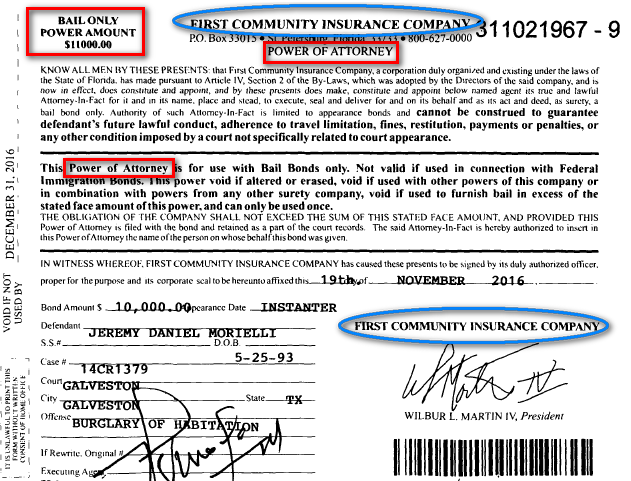 BAIL ONLY
POWER AMOUNT
$11000.00
FIRST COMMUNITY INSURANCE COMPANY
311021967 - 9
P.O. Box 33015 • St. Petersburg, Florida 33733 • 800-627-0000
POWER OF ATTORNEY
KNOW ALL MEN BY THESE PRESENTS: that First Community Insurance Company, a corporation duly organized and existing under the laws of
the State of Florida, has made pursuant to Article IV, Section 2 of the By-Laws, which was adopted by the Directors of the said company, and is
now in effect, does constitute and appoint, and by these presents does make, constitute and appoint below named agent its true and lawful
Attorney-In-Fact for it and in its name, place and stead, to execute, seal and deliver for and on its behalf and as its act and deed, as surety, a
bail bond only. Authority of such Attorney-In-Fact is limited to appearance bonds and cannot be construed to guarantee
defendant's future lawful conduct, adherence to travel limitation, fines, restitution, payments or penalties, or
any other condition imposed by a court not specifically related to court appearance.
This Power of Attorney is for use with Bail Bonds only. Not valid if used in connection with Federal
Immigration Bonds. This power void if altered or erased, void if used with other powers of this company or
in combination with powers from any other surety company, void if used to furnish bail in excess of the
stated face amount of this power, and can only be used once.
THE OBLIGATION OF THE COMPANY SHALL NOT EXCEED THE SUM OF THIS STATED FACE AMOUNT, AND PROVIDED THIS
Power of Attorney is filed with the bond and retained as a part of the court records. The said Attorney-In-Fact is hereby authorized to insert in
this Power of Attorney the name of the person on whose behalf this bond was given.
IN WITNESS WHEREOF, FIRST COMMUNITY INSURANCE COMPANY has caused these presents to be signed by its duly authorized officer,
proper for the purpose and its corporate seal to be hereunto affixed this 19th day of NOVEMBER 2016
Bond Amount $ 10,000.00 Appearance Date INSTANTER
Defendant JEREMY DANIEL MORIELLI
S.S.# D.O.B. 5-25-93
Case # 14CR1379
Court GALVESTON
City GALVESTON State TX
Offense BURGLARY OF HABITATION
If Rewrite, Original #
Executing Agent
FIRST COMMUNITY INSURANCE COMPANY
WILBUR L. MARTIN IV, President
VOID IF NOT
USED BY DECEMBER 31, 2016
IT IS UNLAWFUL TO PRINT THIS
FORM WITHOUT WRITTEN
CONSENT OF HOME OFFICE